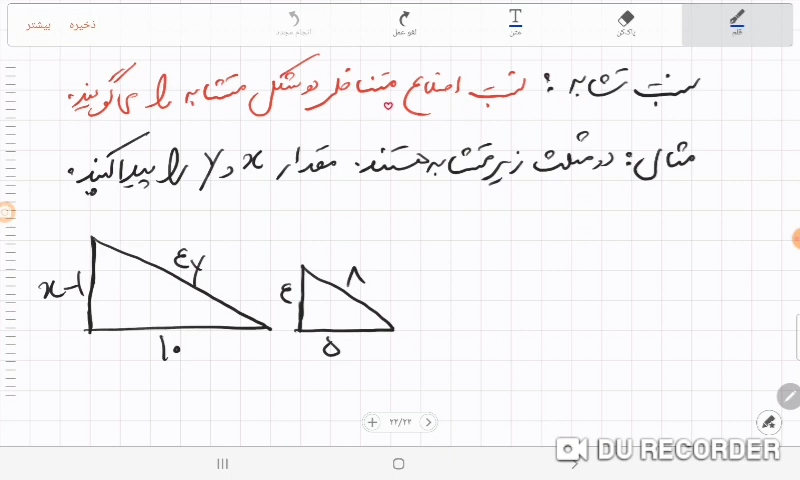 ذخیره بیشتر
انجام مجدد
لغو عمل
متن
پاک‌کن
قلم
نسبت تشابه : نسبت اضلاع متناظر دو شکل متشابه را می‌گویند.
مثال: دو مثلث زیر متشابه هستند. مقدار x و y را پیدا کنید.
x-1
۴y
۱۰
۴
۸
۵
۲۲/۲۲
DU RECORDER